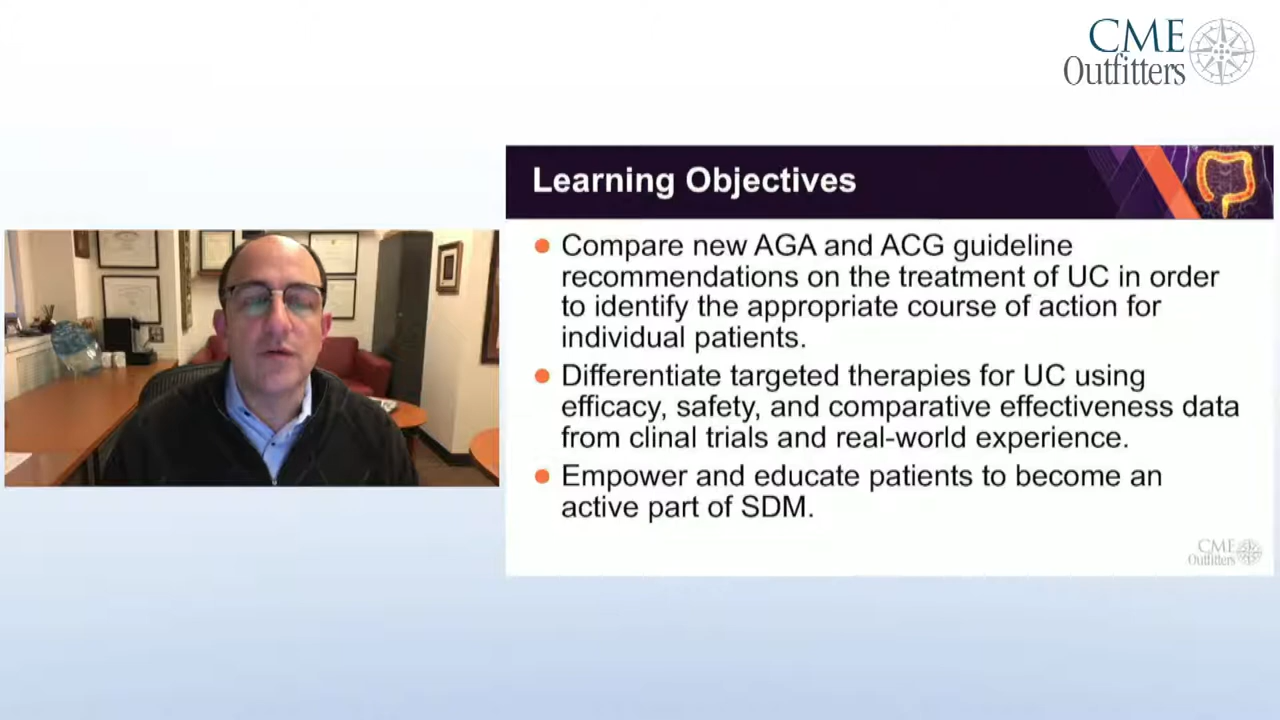 CME
Outfitters
Learning Objectives
Compare new AGA and ACG guideline
recommendations on the treatment of UC in order
to identify the appropriate course of action for
individual patients.
Differentiate targeted therapies for UC using
efficacy, safety, and comparative effectiveness data
from clinal trials and real-world experience.
Empower and educate patients to become an
active part of SDM.
CME
Outfitters